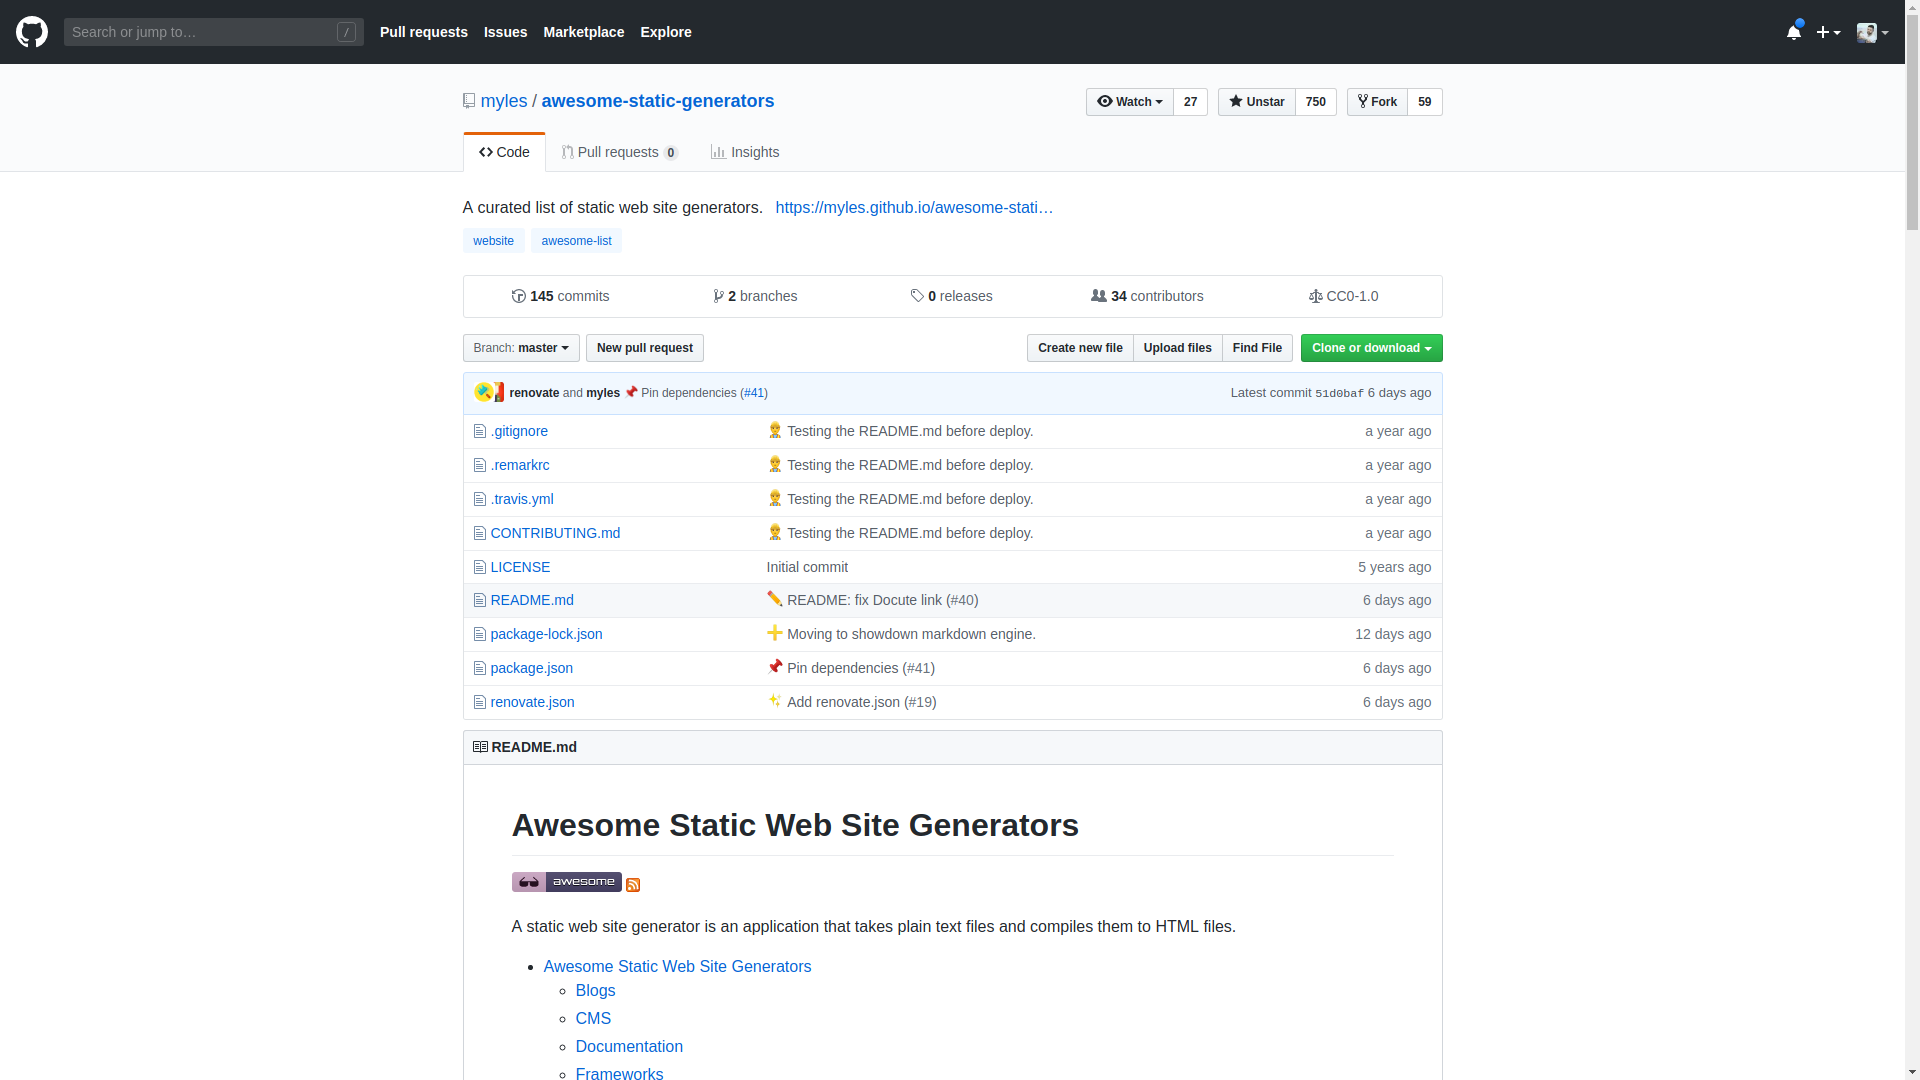 Search or jump to… /
Pull requests Issues Marketplace Explore
myles / awesome-static-generators
Watch 27 Unstar 750 Fork 59
Code Pull requests 0 Insights
A curated list of static web site generators. https://myles.github.io/awesome-stati…
website awesome-list
145 commits 2 branches 0 releases 34 contributors CC0-1.0
Branch: master New pull request Create new file Upload files Find File Clone or download
renovate and myles 📌 Pin dependencies (#41) Latest commit 51d0baf 6 days ago
.gitignore 👷 Testing the README.md before deploy. a year ago
.remarkrc 👷 Testing the README.md before deploy. a year ago
.travis.yml 👷 Testing the README.md before deploy. a year ago
CONTRIBUTING.md 👷 Testing the README.md before deploy. a year ago
LICENSE Initial commit 5 years ago
README.md ✏️ README: fix Docute link (#40) 6 days ago
package-lock.json ➕ Moving to showdown markdown engine. 12 days ago
package.json 📌 Pin dependencies (#41) 6 days ago
renovate.json ✨ Add renovate.json (#19) 6 days ago
README.md
Awesome Static Web Site Generators
awesome
A static web site generator is an application that takes plain text files and compiles them to HTML files.
• Awesome Static Web Site Generators
◦ Blogs
◦ CMS
◦ Documentation
◦ Frameworks